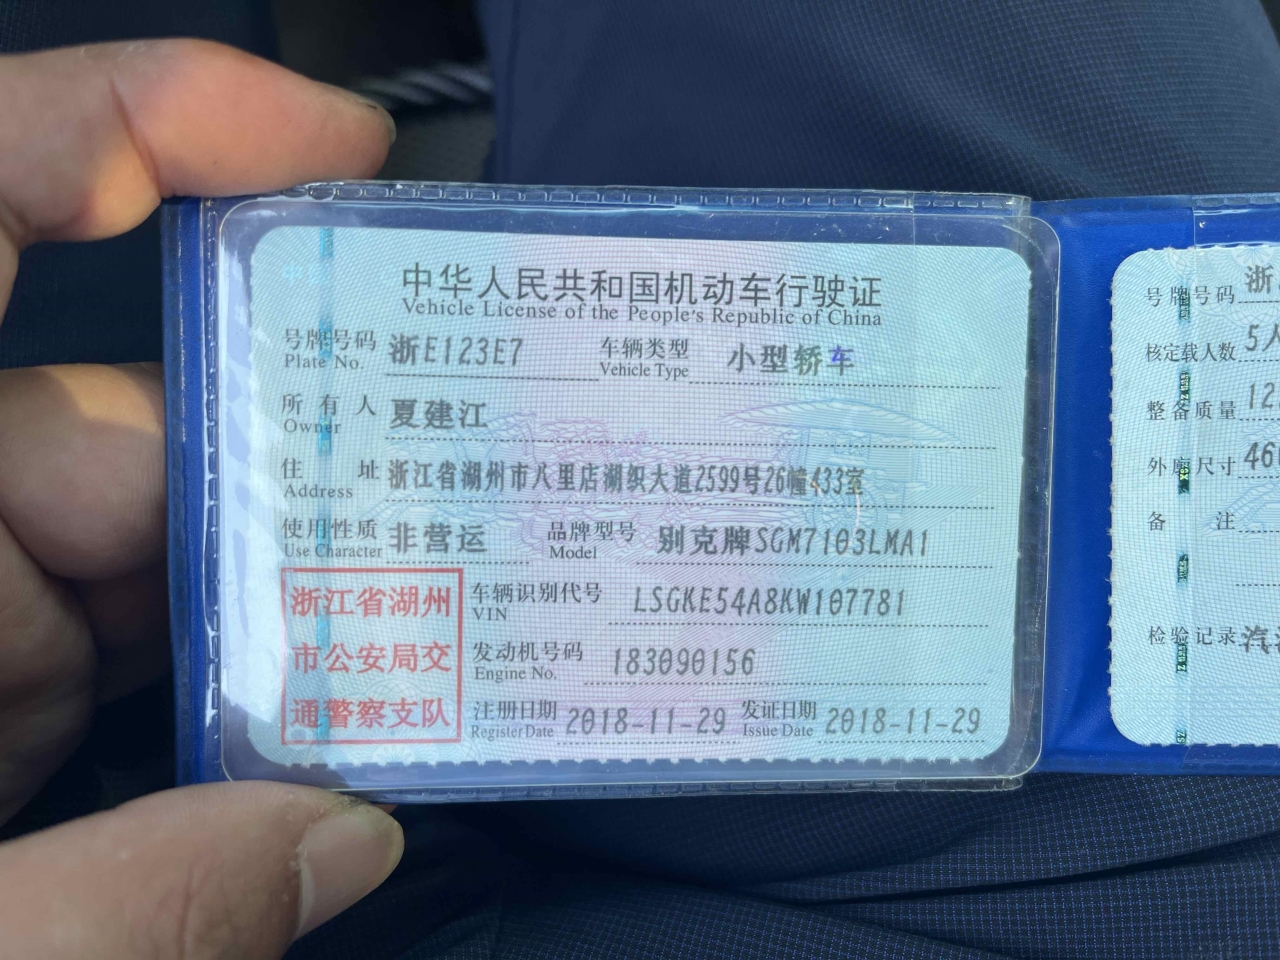 中华人民共和国机动车行驶证
Vehicle License of the People's Republic of China
号牌号码 浙E123E7 车辆类型 小型轿车
Plate No. Vehicle Type
所有人 夏建江
Owner
住址 浙江省湖州市八里店湖织大道2599号26幢433室
Address
使用性质 非营运 品牌型号 别克牌SGM7103LMA1
Use Character Model
浙江省湖州
市公安局交
通警察支队
车辆识别代号 LSGKE54A8KW107781
VIN
发动机号码 183090156
Engine No.
注册日期 2018-11-29 发证日期 2018-11-29
Register Date Issue Date
号牌号码 浙
核定载人数 5人
整备质量 12
外廓尺寸 46
备注
检验记录 汽